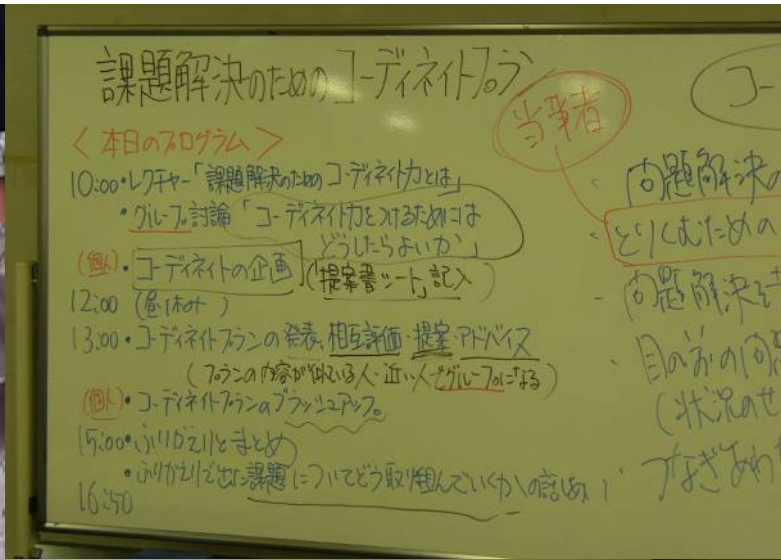 課題解決のためのコーディネイトプラン
当事者
コー
<本日のプログラム>
10:00・レクチャー「課題解決のためのコーディネイト力とは」
・グループ討論「コーディネイト力をつけるためには
どうしたらよいか」
(個人)・コーディネイトの企画 (「提案書シート」記入)
12:00 (昼休み)
13:00・コーディネイトプランの発表、相互評価・提案・アドバイス
(プランの内容が似ている人・近い人でグループになる)
(個人)・コーディネイトプランのブラッシュアップ。
15:00・ふりかえりとまとめ
・ふりかえりで出た課題についてどう取り組んでいくかの話しあい
16:50
・問題解決の
とりくむための
・問題解決を
・目の前の問
(状況の
つなぎあわ